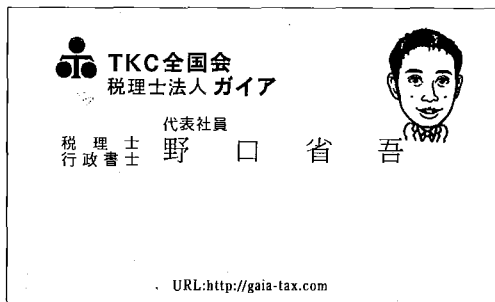 TKC全国会
税理士法人 ガイア
代表社員
税理士
行政書士
野口省吾
URL:http://gaia-tax.com